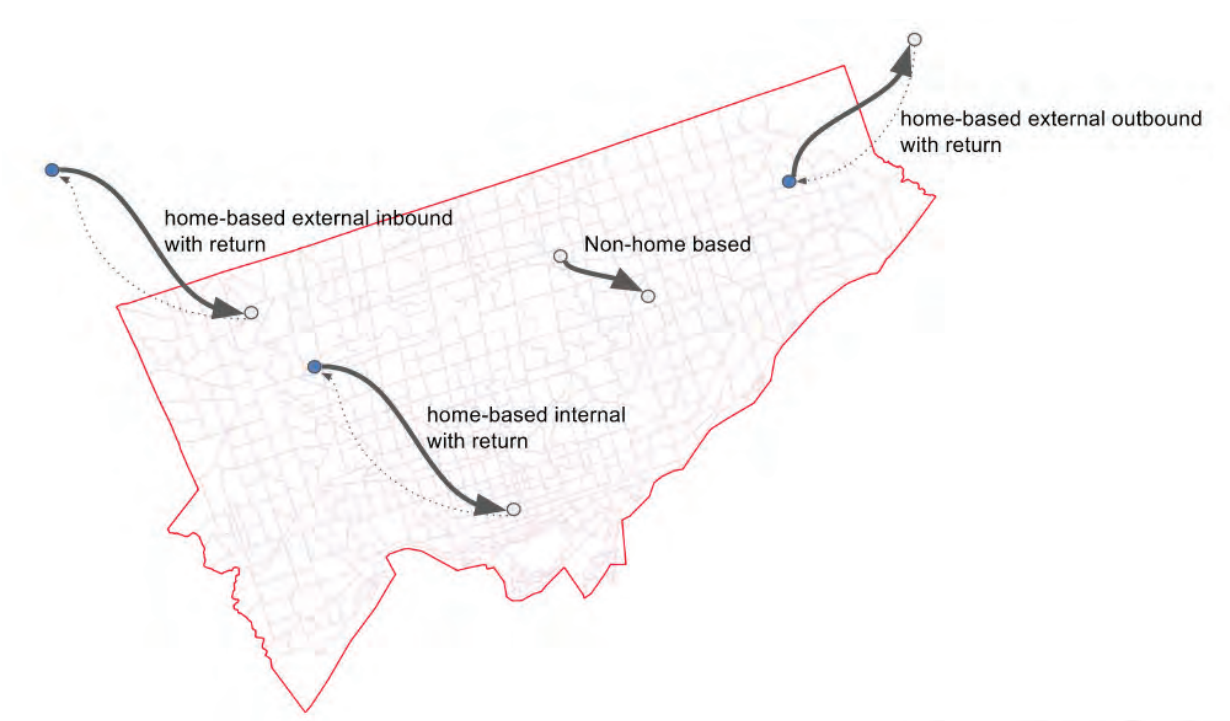 home-based external outbound
with return
home-based external inbound
with return
Non-home based
home-based internal
with return